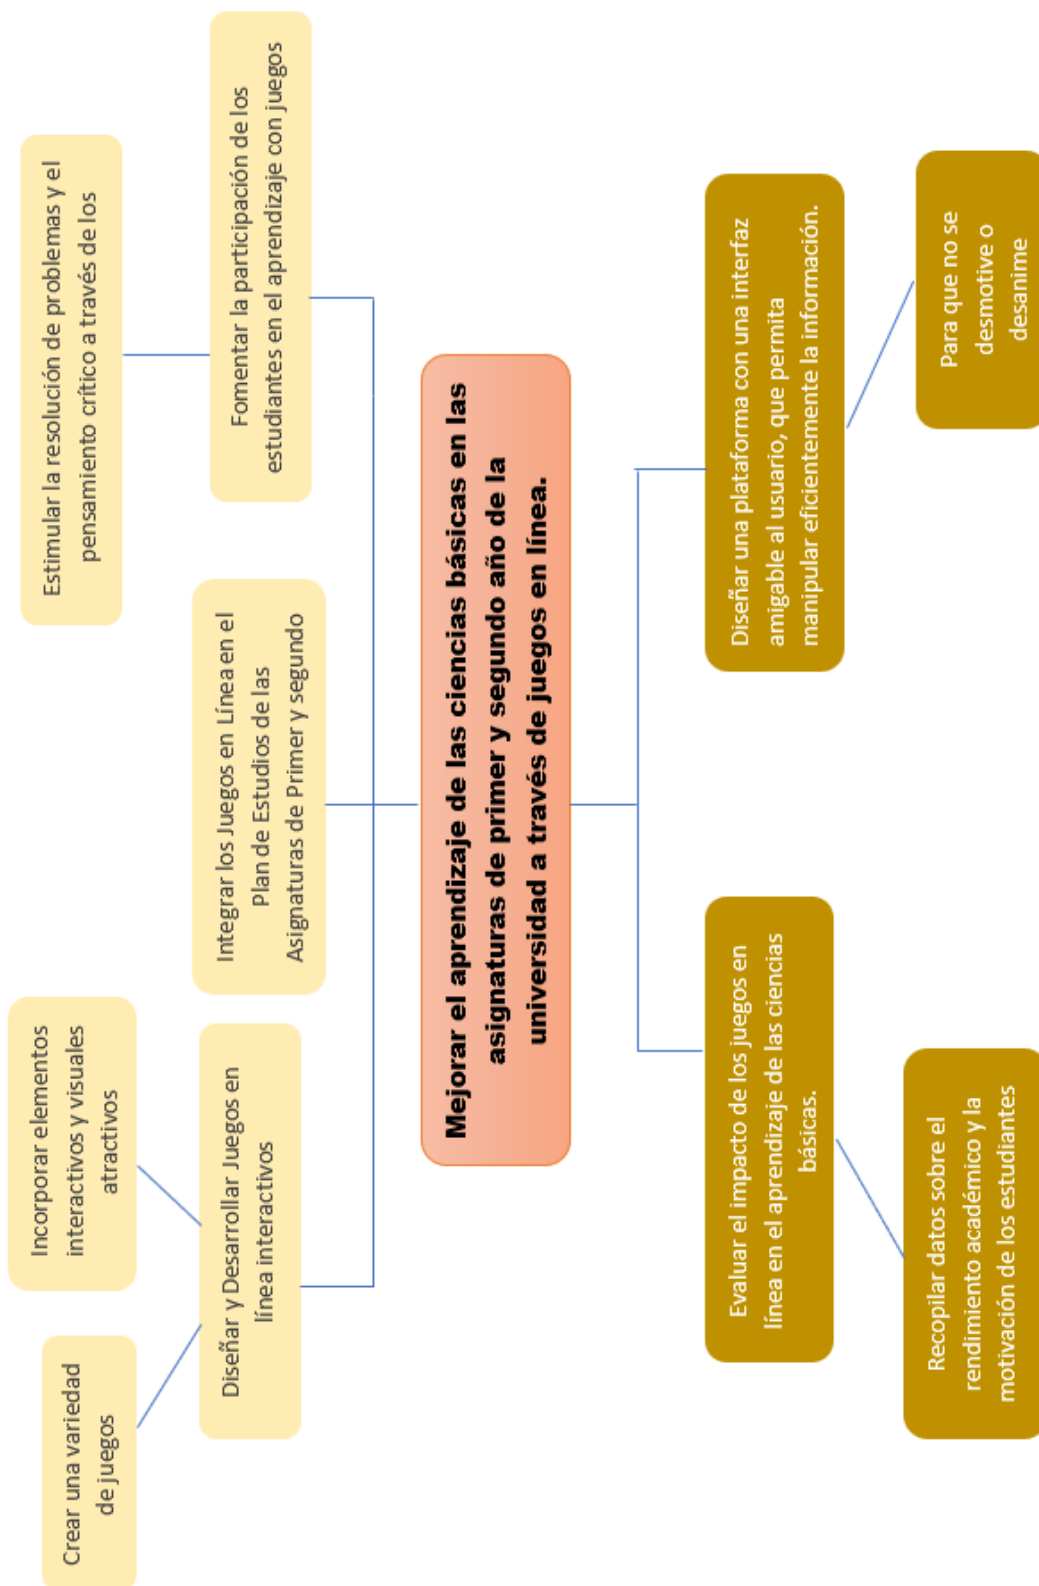 Crear una variedad
de juegos
Incorporar elementos
interactivos y visuales
atractivos
Estimular la resolución de problemas y el
pensamiento crítico a través de los
Diseñar y Desarrollar Juegos en
línea interactivos
Integrar los Juegos en Línea en el
Plan de Estudios de las
Asignaturas de Primer y segundo
Fomentar la participación de los
estudiantes en el aprendizaje con juegos
Mejorar el aprendizaje de las ciencias básicas en las
asignaturas de primer y segundo año de la
universidad a través de juegos en línea.
Evaluar el impacto de los juegos en
línea en el aprendizaje de las ciencias
básicas.
Diseñar una plataforma con una interfaz
amigable al usuario, que permita
manipular eficientemente la información.
Recopilar datos sobre el
rendimiento académico y la
motivación de los estudiantes
Para que no se
desmotive o
desanime